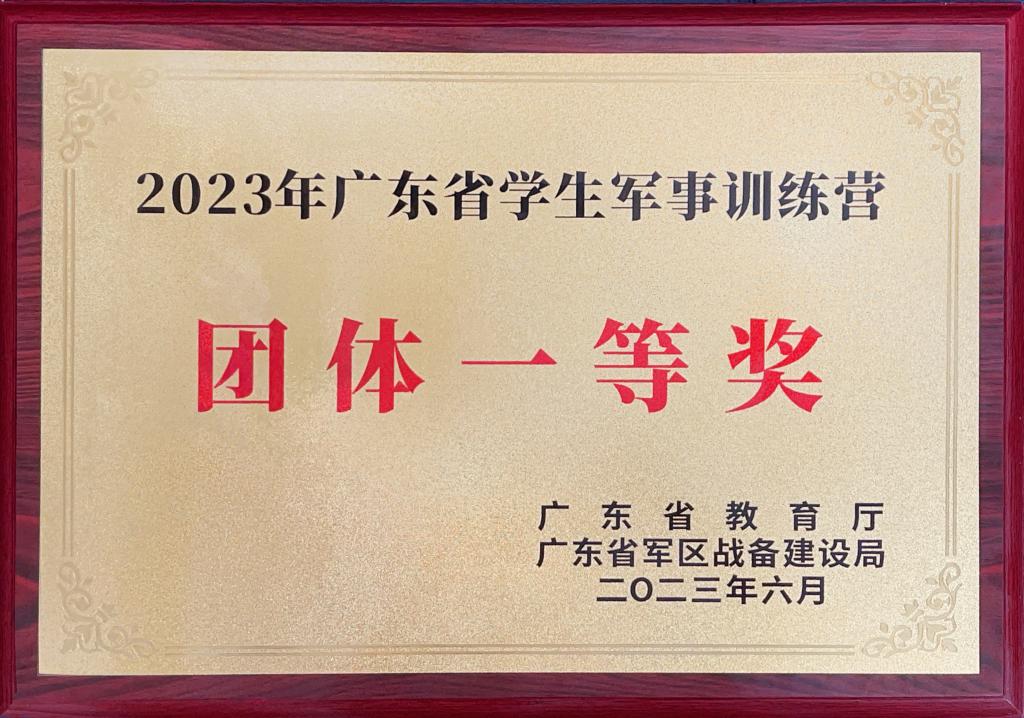 2023年广东省学生军事训练营
团体一等奖
广东省教育厅
广东省军区战备建设局
二〇二三年六月